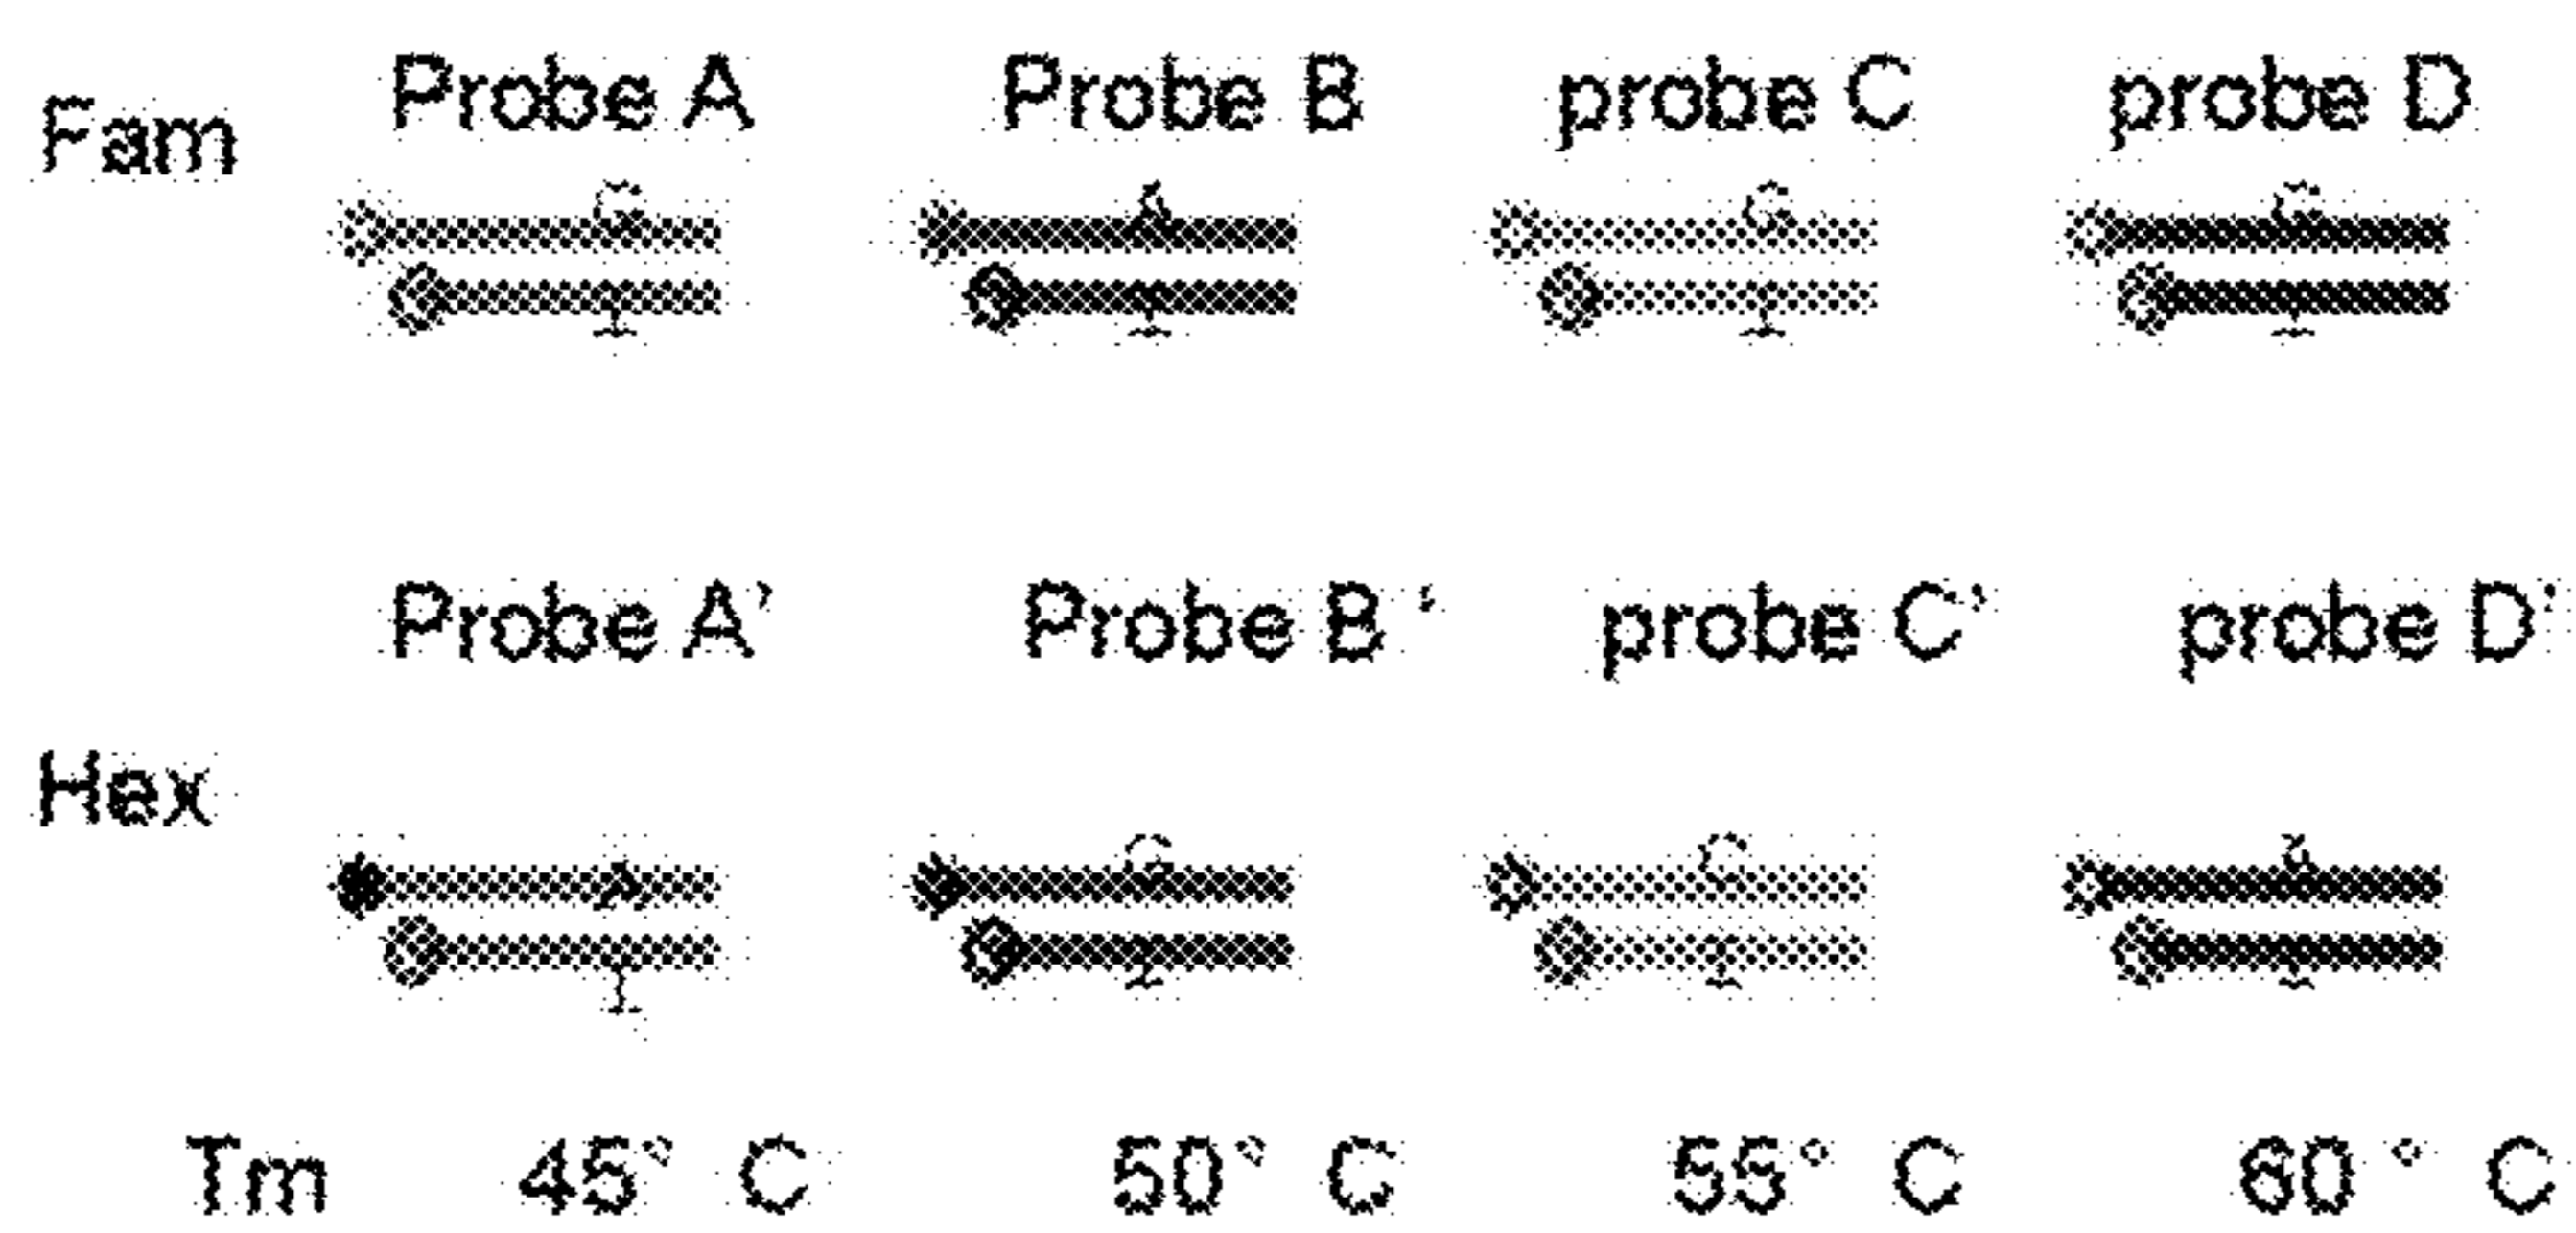 Fam Probe A Probe B probe C probe D
Probe A' Probe B ' probe C' probe D'
Hex
Tm 45° C 50° C 55° C 60 ° C